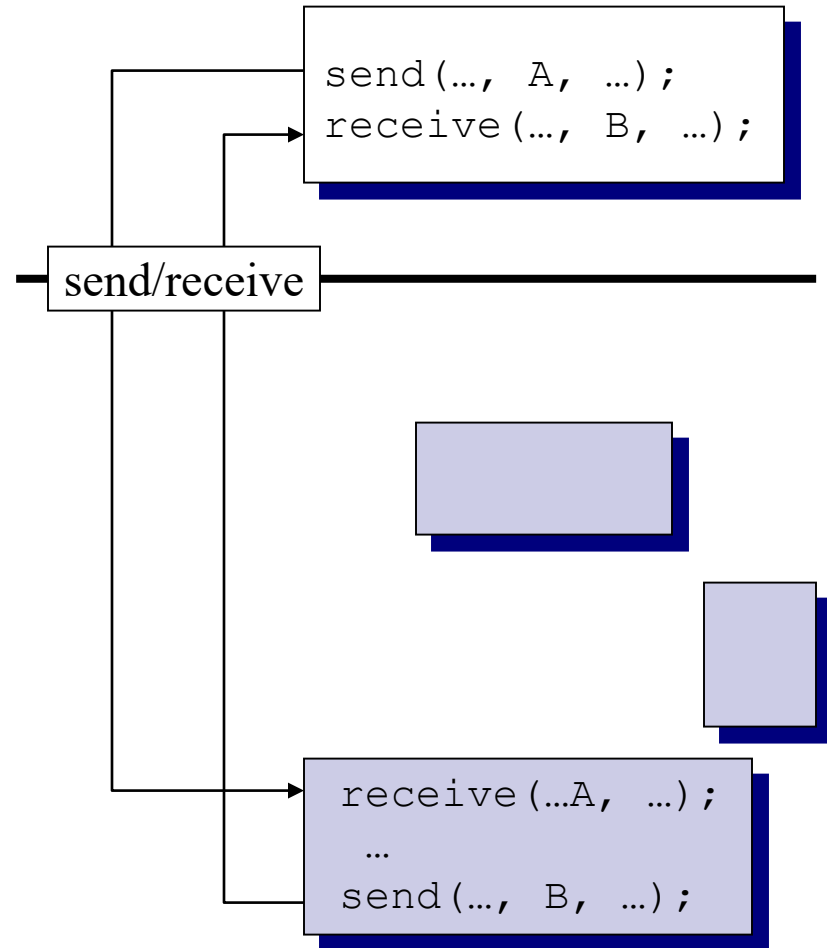 send(…, A, …);
receive(…, B, …);
send/receive
receive(…A, …);
…
send(…, B, …);